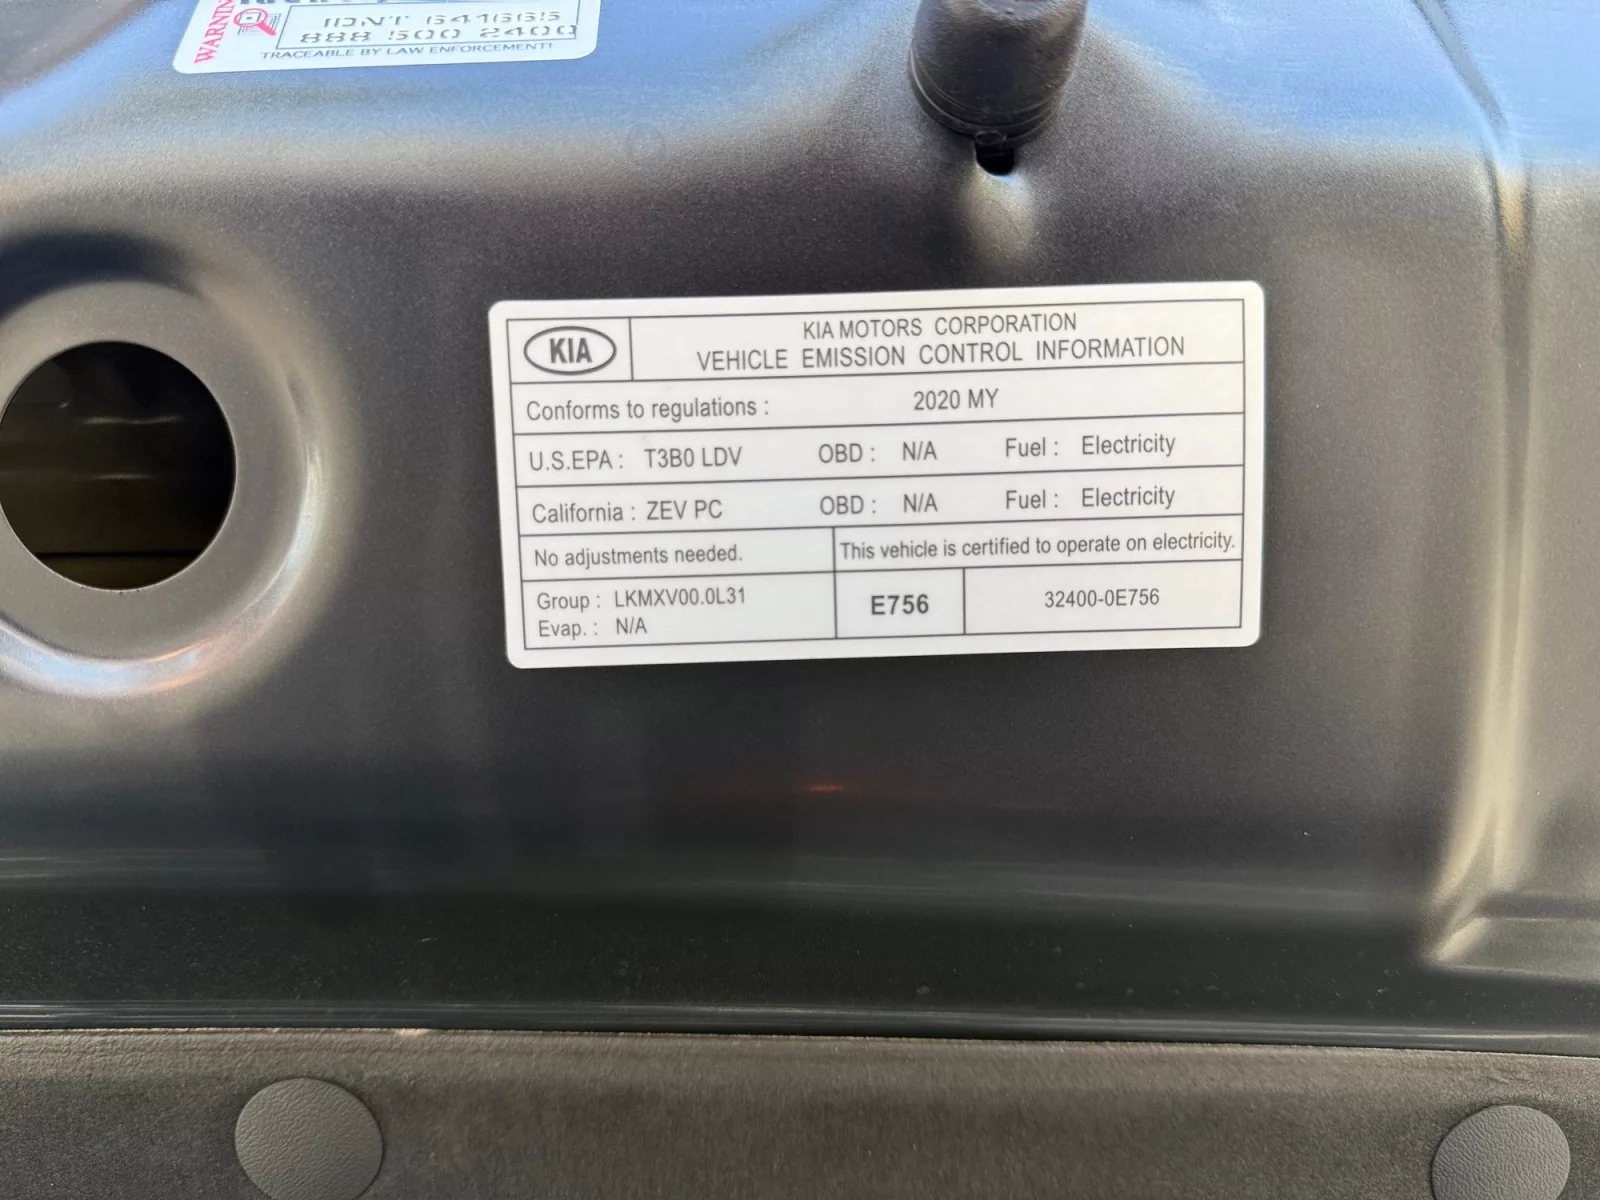 WARNING
IDNT 641665
888 500 2400
TRACEABLE BY LAW ENFORCEMENT!
KIA
KIA MOTORS CORPORATION
VEHICLE EMISSION CONTROL INFORMATION
Conforms to regulations : 2020 MY
U.S.EPA : T3B0 LDV OBD : N/A Fuel : Electricity
California : ZEV PC OBD : N/A Fuel : Electricity
No adjustments needed. This vehicle is certified to operate on electricity.
Group : LKMXV00.0L31
Evap. : N/A
E756
32400-0E756